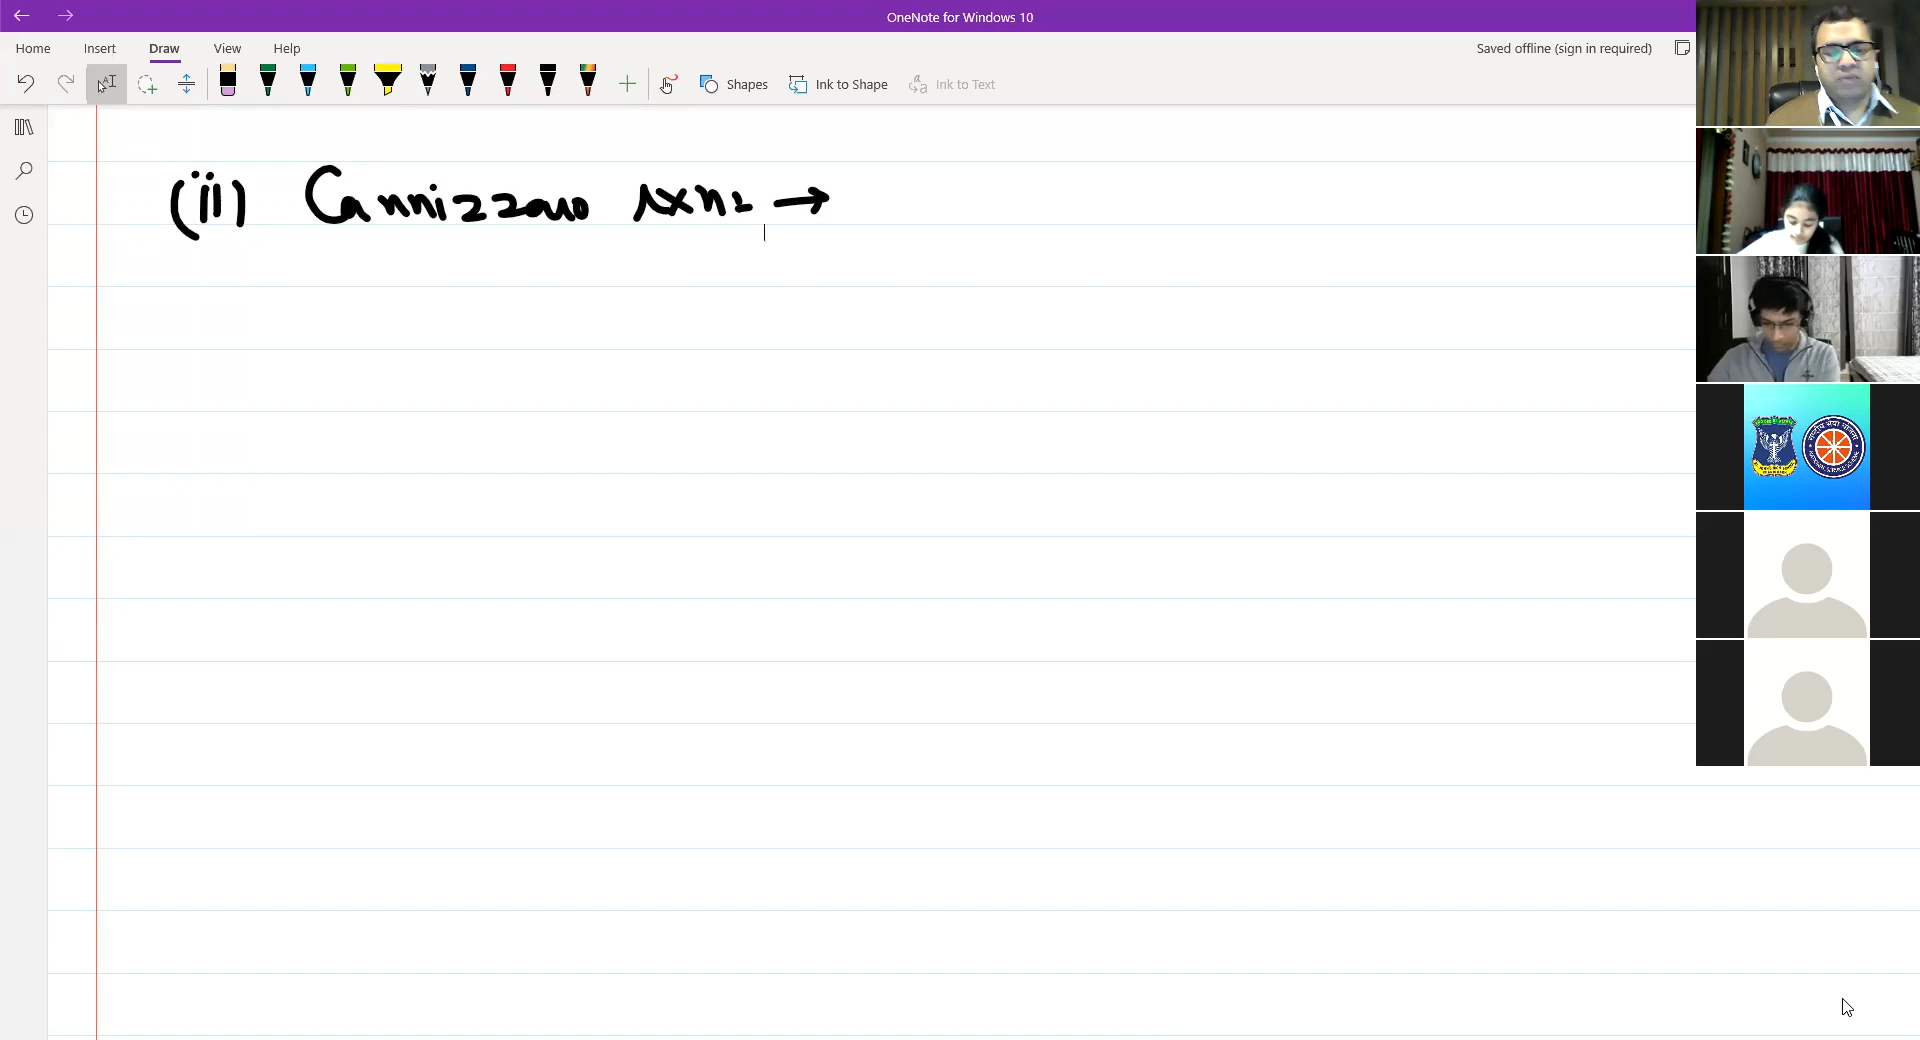 OneNote for Windows 10
Home Insert Draw View Help
Saved offline (sign in required)
Shapes Ink to Shape Ink to Text
(ii) Cannizzaro rxn: →